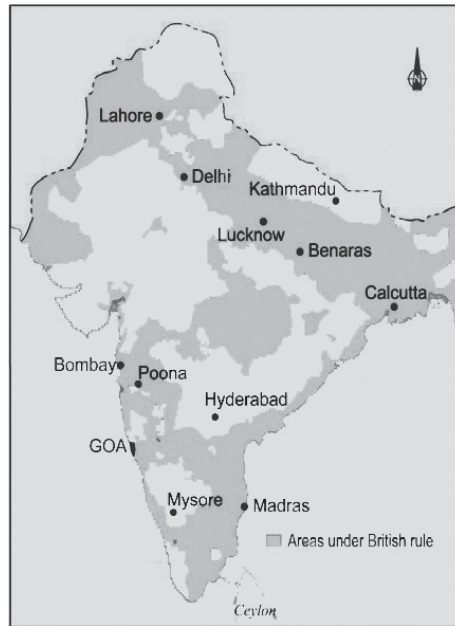 N
Lahore
Delhi
Kathmandu
Lucknow
Benaras
Calcutta
Bombay
Poona
Hyderabad
GOA
Mysore
Madras
Areas under British rule
Ceylon